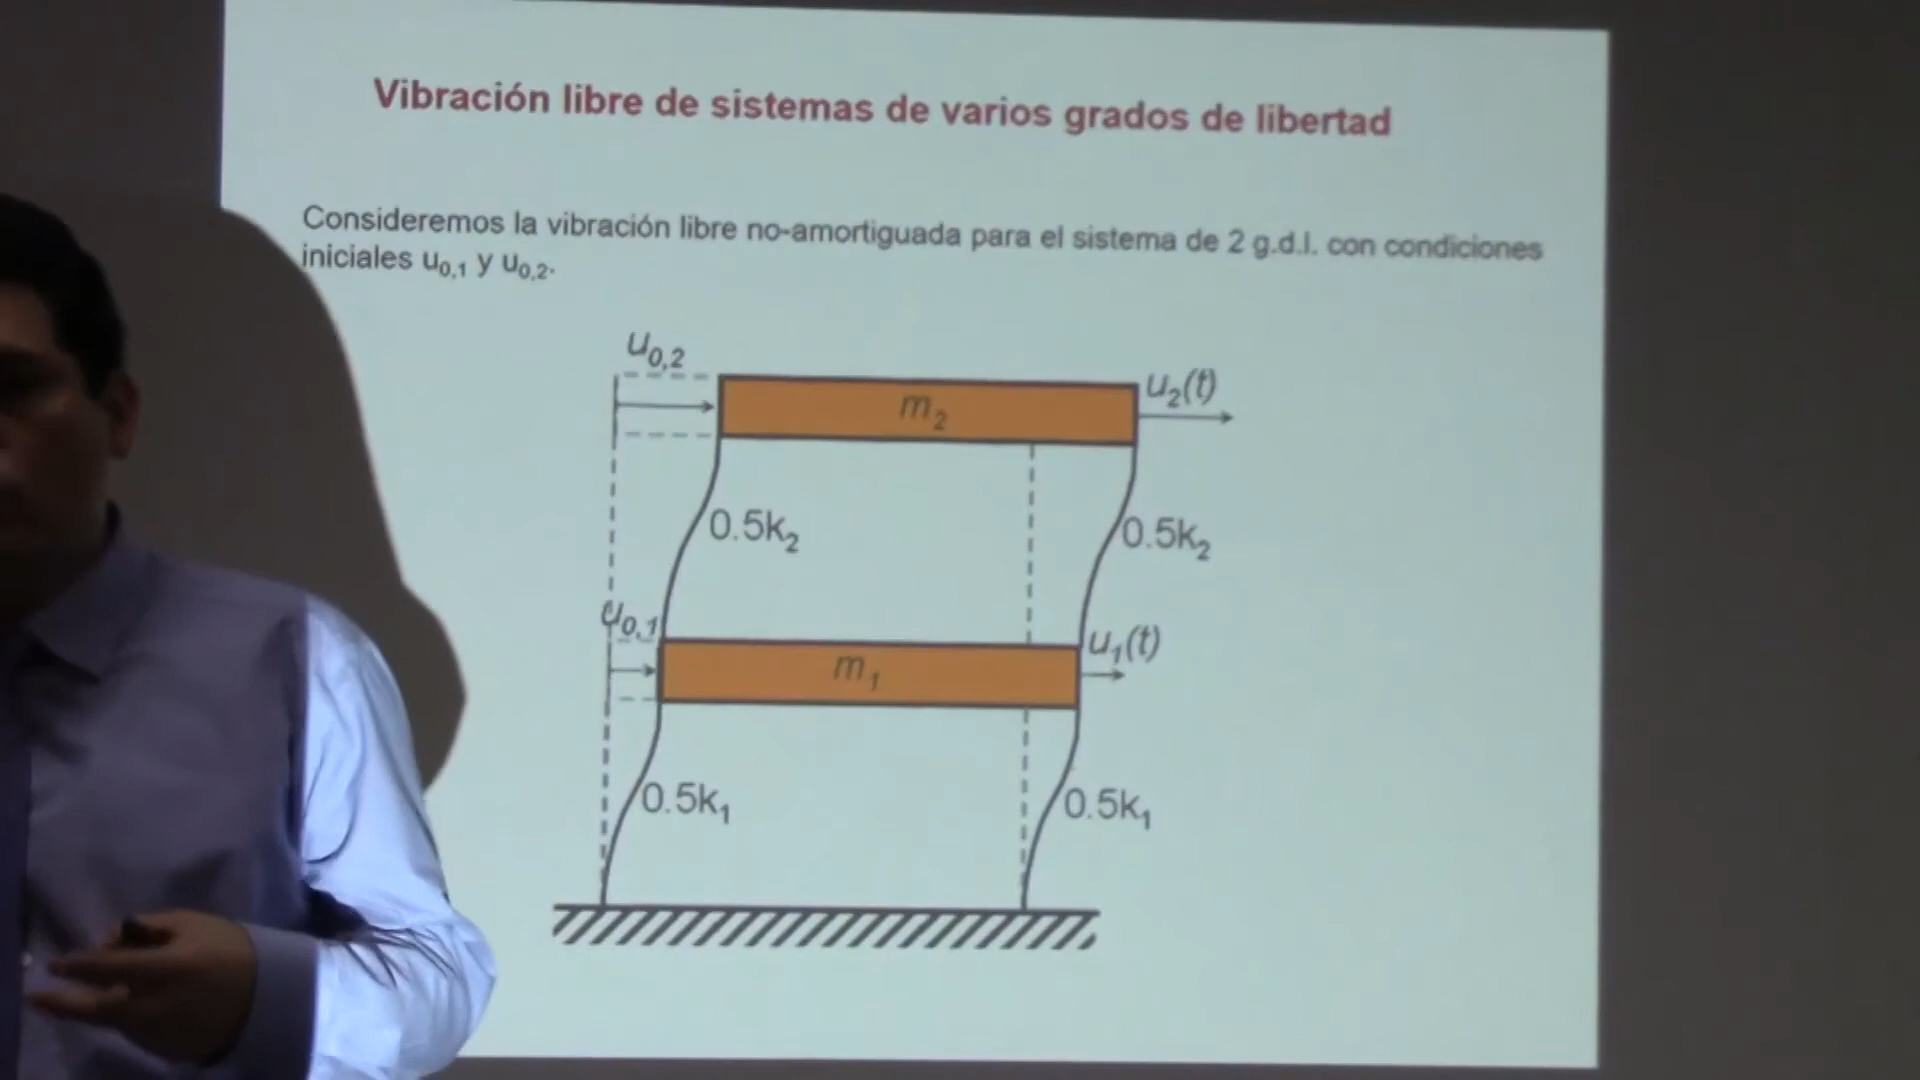 Vibración libre de sistemas de varios grados de libertad
Consideremos la vibración libre no-amortiguada para el sistema de 2 g.d.l. con condiciones
iniciales u0,1 y u0,2.
u0,2
m2
u2(t)
0.5k2
0.5k2
u0,1
m1
u1(t)
0.5k1
0.5k1